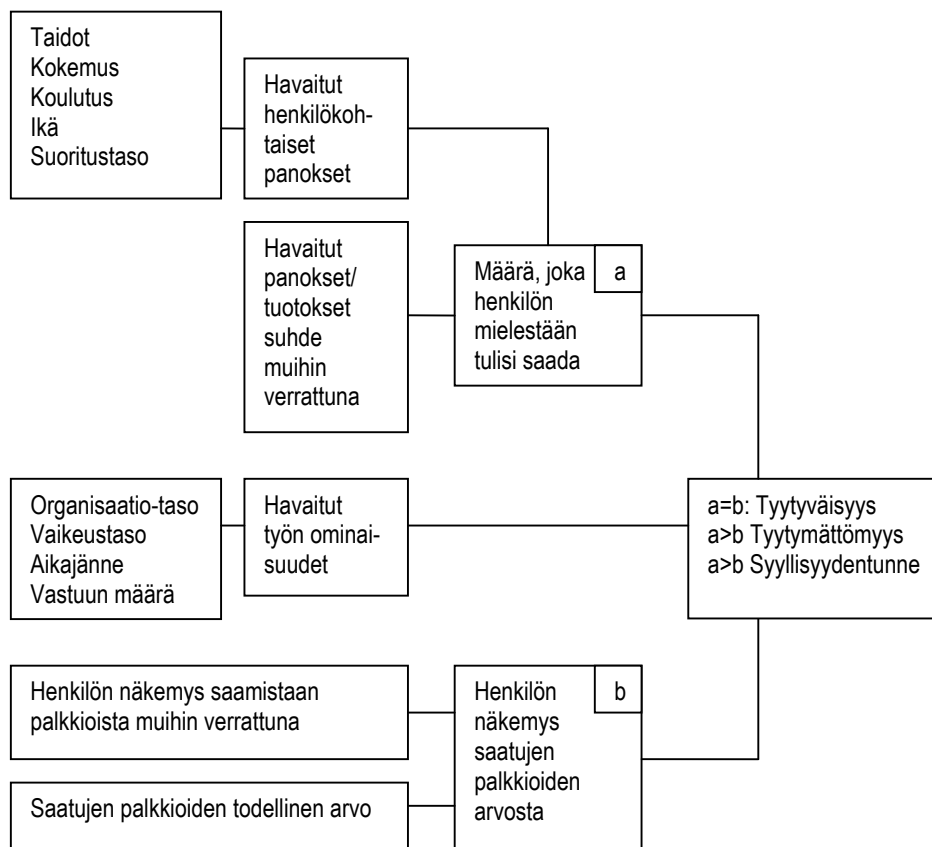 Taidot
Kokemus
Koulutus
Ikä
Suoritustaso
Havaitut
henkilökoh-
taiset
panokset
Havaitut
panokset/
tuotokset
suhde
muihin
verrattuna
Määrä, joka
henkilön
mielestään
tulisi saada
a
Organisaatio-taso
Vaikeustaso
Aikajänne
Vastuun määrä
Havaitut
työn ominai-
suudet
a=b: Tyytyväisyys
a>b Tyytymättömyys
a>b Syyllisyydentunne
Henkilön näkemys saamistaan
palkkioista muihin verrattuna
Saatujen palkkioiden todellinen arvo
Henkilön
näkemys
saatujen
palkkioiden
arvosta
b